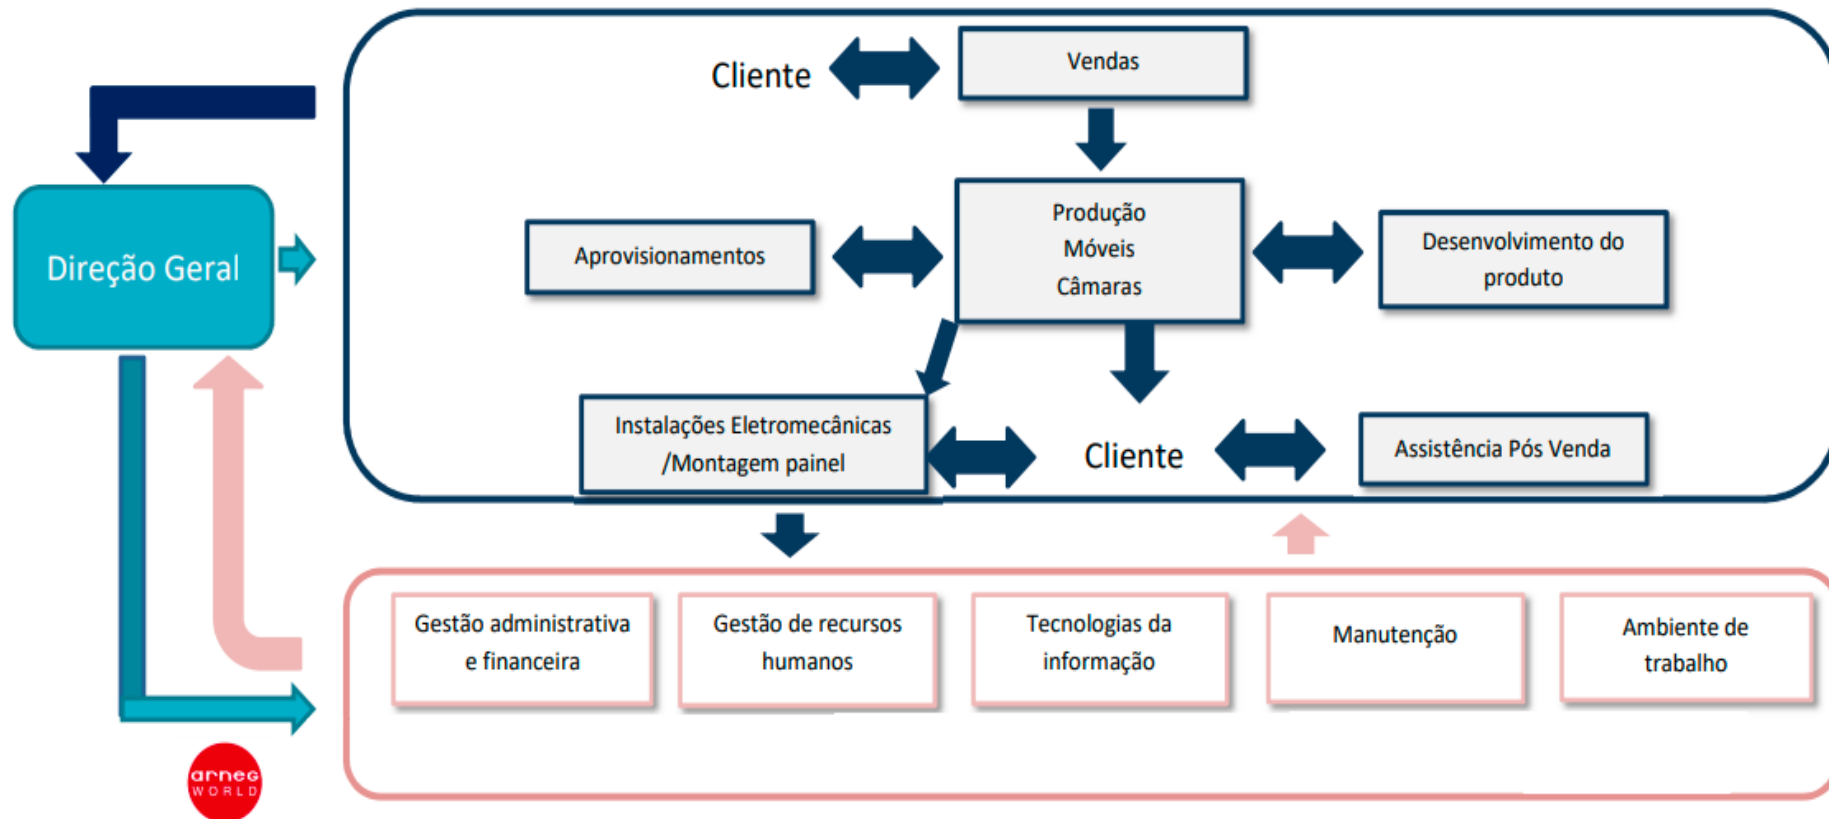 Cliente
Vendas
Direção Geral
Aprovisionamentos
Produção
Móveis
Câmaras
Desenvolvimento do
produto
Instalações Eletromecânicas
/Montagem painel
Cliente
Assistência Pós Venda
Gestão administrativa
e financeira
Gestão de recursos
humanos
Tecnologias da
informação
Manutenção
Ambiente de
trabalho
arneg
WORLD